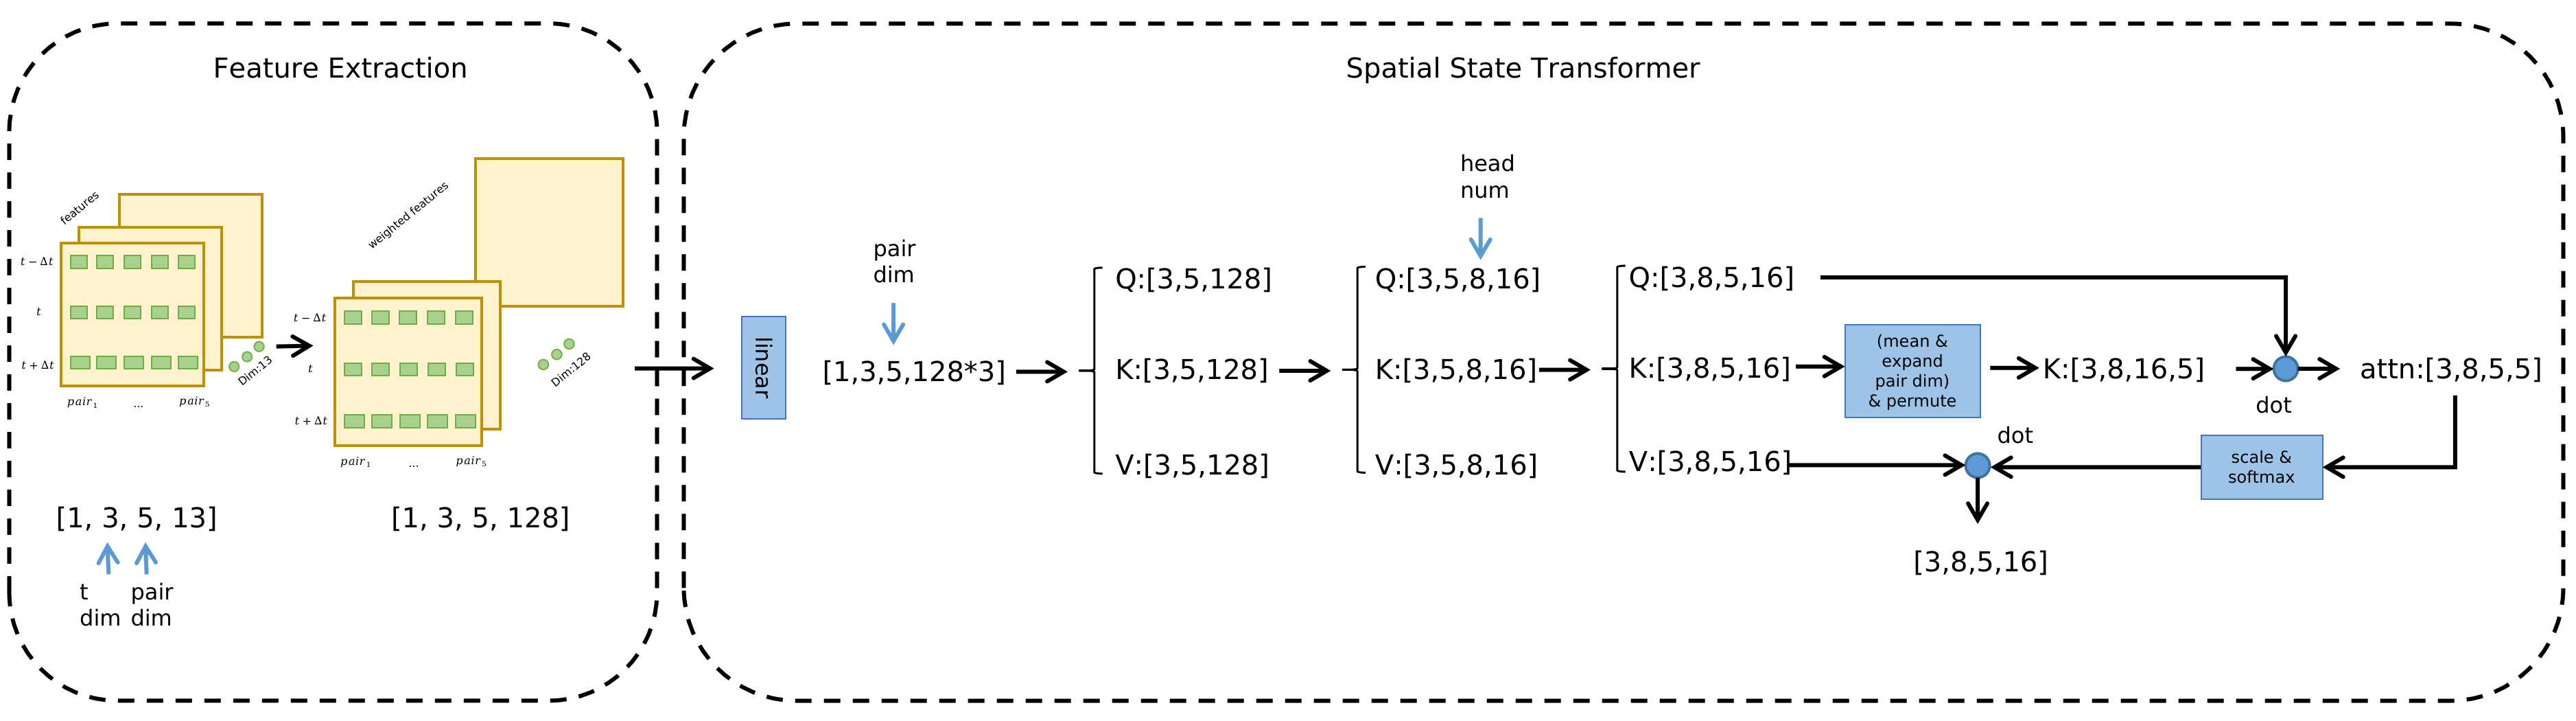 Feature Extraction
features
t − Δt
t
t + Δt
pair₁ ... pair₅
Dim:13
weighted features
t − Δt
t
t + Δt
pair₁ ... pair₅
Dim:128
[1, 3, 5, 13]
t
dim
pair
dim
[1, 3, 5, 128]
Spatial State Transformer
linear
pair
dim
[1,3,5,128*3]
Q:[3,5,128]
K:[3,5,128]
V:[3,5,128]
head
num
Q:[3,5,8,16]
K:[3,5,8,16]
V:[3,5,8,16]
Q:[3,8,5,16]
K:[3,8,5,16]
V:[3,8,5,16]
(mean &
expand
pair dim)
& permute
K:[3,8,16,5]
dot
attn:[3,8,5,5]
scale &
softmax
dot
[3,8,5,16]